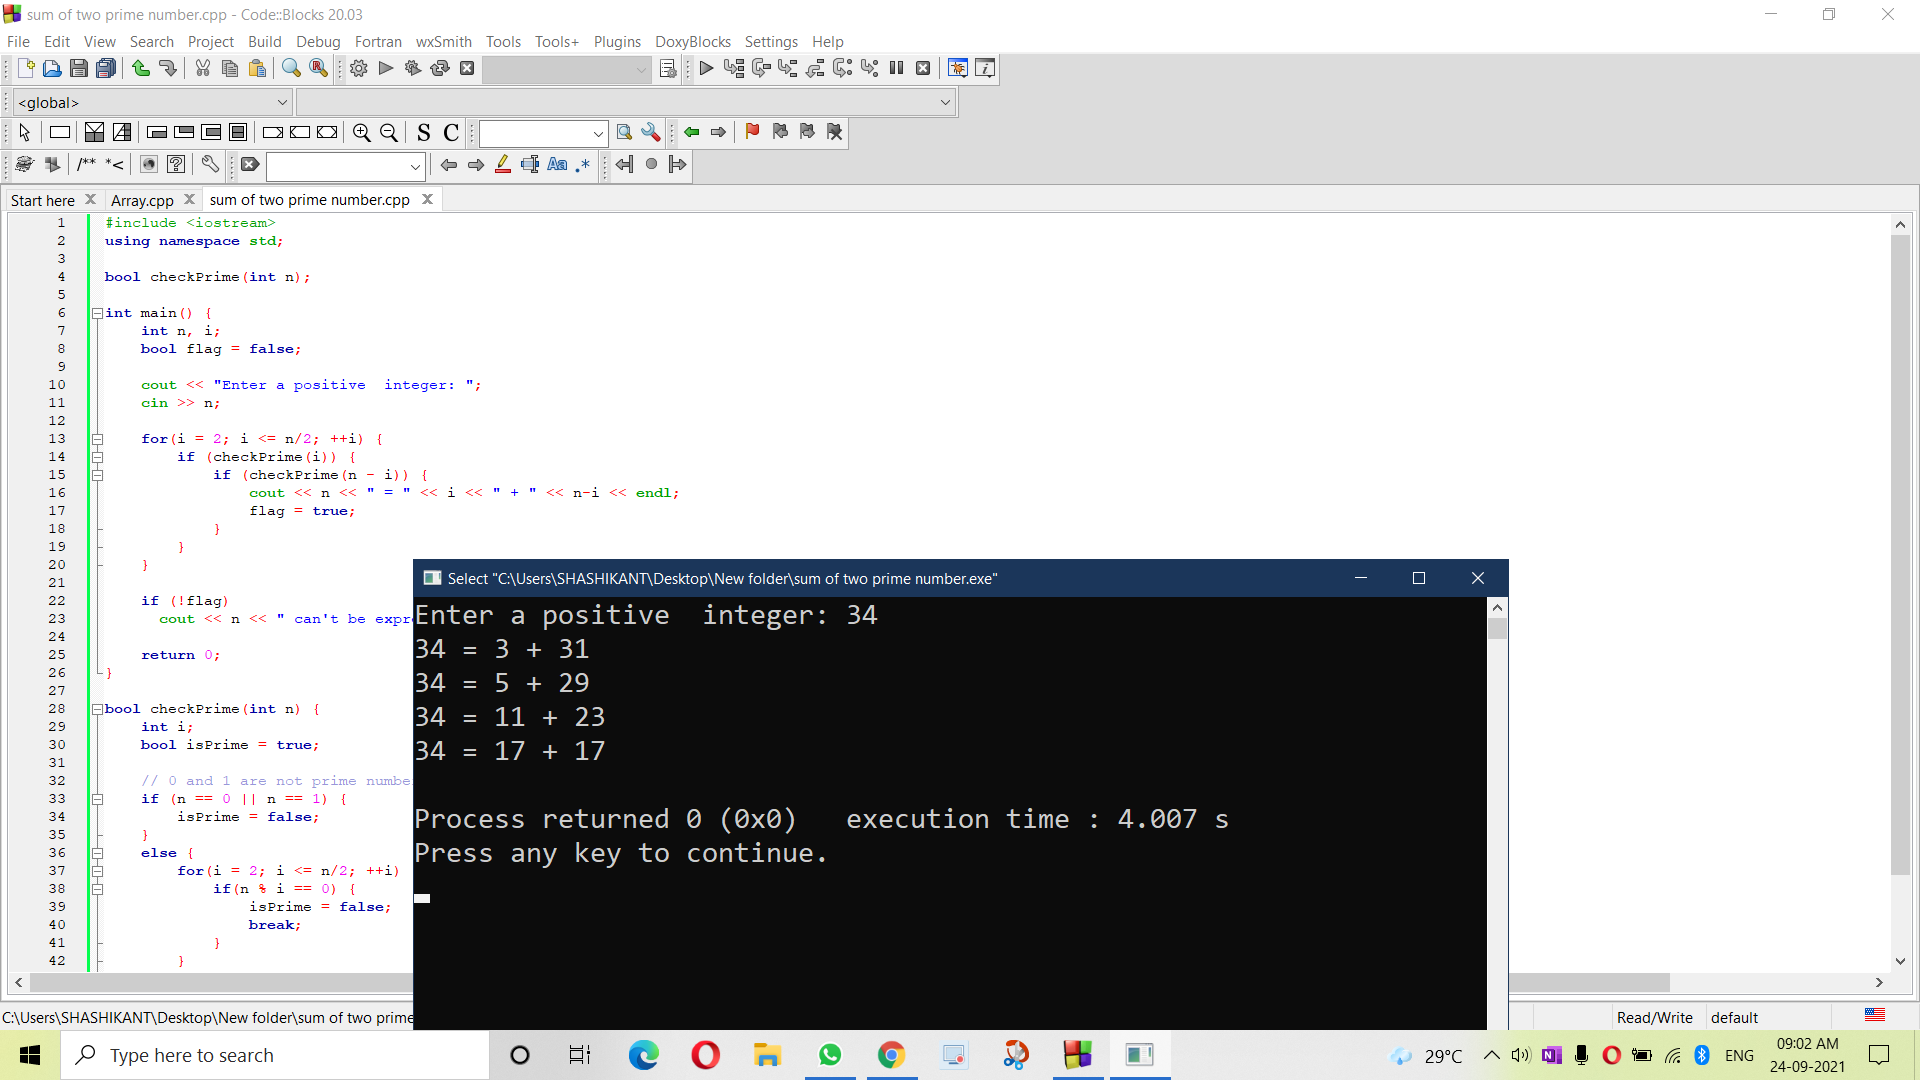 sum of two prime number.cpp - Code::Blocks 20.03
File Edit View Search Project Build Debug Fortran wxSmith Tools Tools+ Plugins DoxyBlocks Settings Help
<global>
S C
/** *<
Aa .*
Start here Array.cpp sum of two prime number.cpp
1 #include <iostream>
2 using namespace std;
3
4 bool checkPrime(int n);
5
6 int main() {
7 int n, i;
8 bool flag = false;
9
10 cout << "Enter a positive  integer: ";
11 cin >> n;
12
13 for(i = 2; i <= n/2; ++i) {
14 if (checkPrime(i)) {
15 if (checkPrime(n - i)) {
16 cout << n << " = " << i << " + " << n-i << endl;
17 flag = true;
18 }
19 }
20 }
21
22 if (!flag)
23 cout << n << " can't be expr
24
25 return 0;
26 }
27
28 bool checkPrime(int n) {
29 int i;
30 bool isPrime = true;
31
32 // 0 and 1 are not prime numbe
33 if (n == 0 || n == 1) {
34 isPrime = false;
35 }
36 else {
37 for(i = 2; i <= n/2; ++i)
38 if(n % i == 0) {
39 isPrime = false;
40 break;
41 }
42 }
Select "C:\Users\SHASHIKANT\Desktop\New folder\sum of two prime number.exe"
Enter a positive  integer: 34
34 = 3 + 31
34 = 5 + 29
34 = 11 + 23
34 = 17 + 17
Process returned 0 (0x0)   execution time : 4.007 s
Press any key to continue.
C:\Users\SHASHIKANT\Desktop\New folder\sum of two prime
Read/Write default
Type here to search
29°C ENG 09:02 AM
24-09-2021